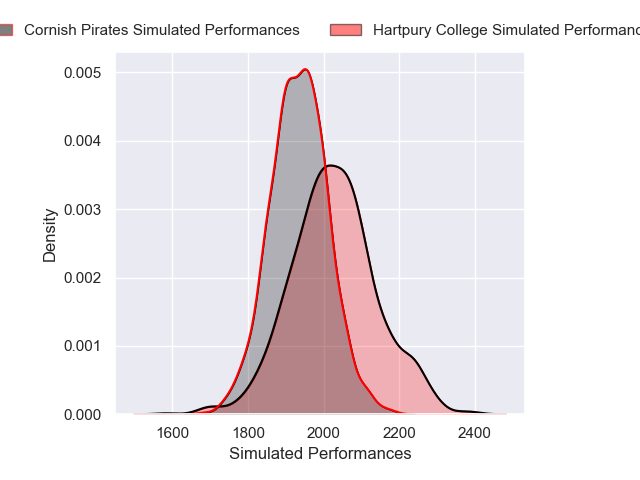 Cornish Pirates Simulated Performances
Hartpury College Simulated Performanc
0.005
0.004
0.003
0.002
0.001
0.000
Density
1600
1800
2000
2200
2400
Simulated Performances